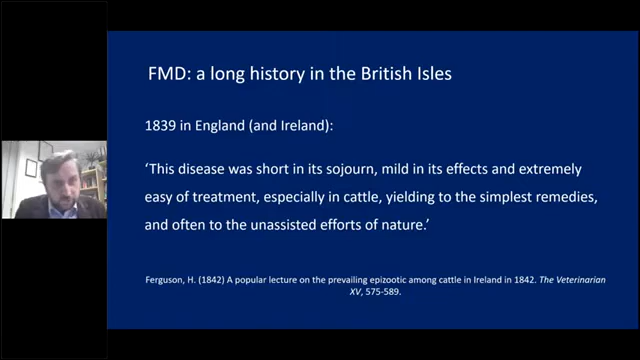 FMD: a long history in the British Isles
1839 in England (and Ireland):
‘This disease was short in its sojourn, mild in its effects and extremely
easy of treatment, especially in cattle, yielding to the simplest remedies,
and often to the unassisted efforts of nature.’
Ferguson, H. (1842) A popular lecture on the prevailing epizootic among cattle in Ireland in 1842. The Veterinarian
XV, 575-589.